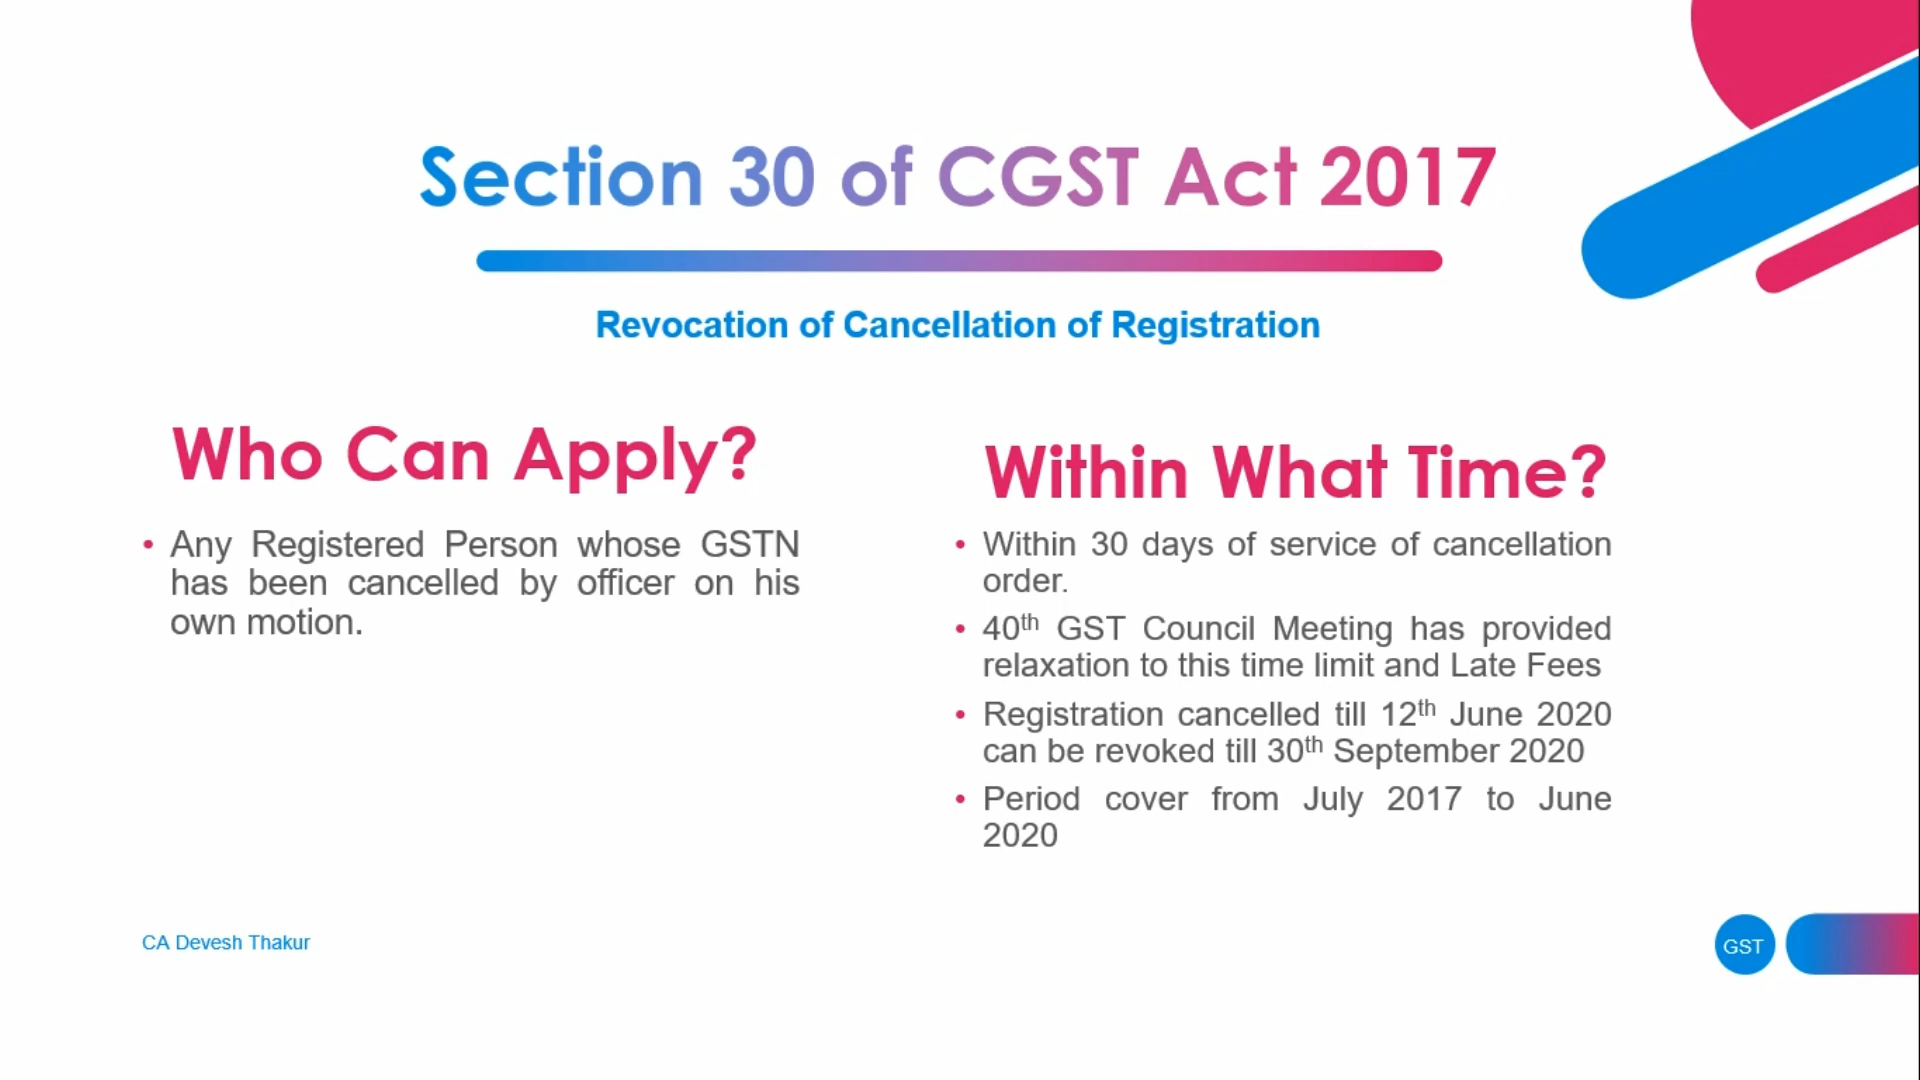 Section 30 of CGST Act 2017
Revocation of Cancellation of Registration
Who Can Apply?
• Any Registered Person whose GSTN
has been cancelled by officer on his
own motion.
Within What Time?
• Within 30 days of service of cancellation
order.
• 40th GST Council Meeting has provided
relaxation to this time limit and Late Fees
• Registration cancelled till 12th June 2020
can be revoked till 30th September 2020
• Period cover from July 2017 to June
2020
CA Devesh Thakur
GST